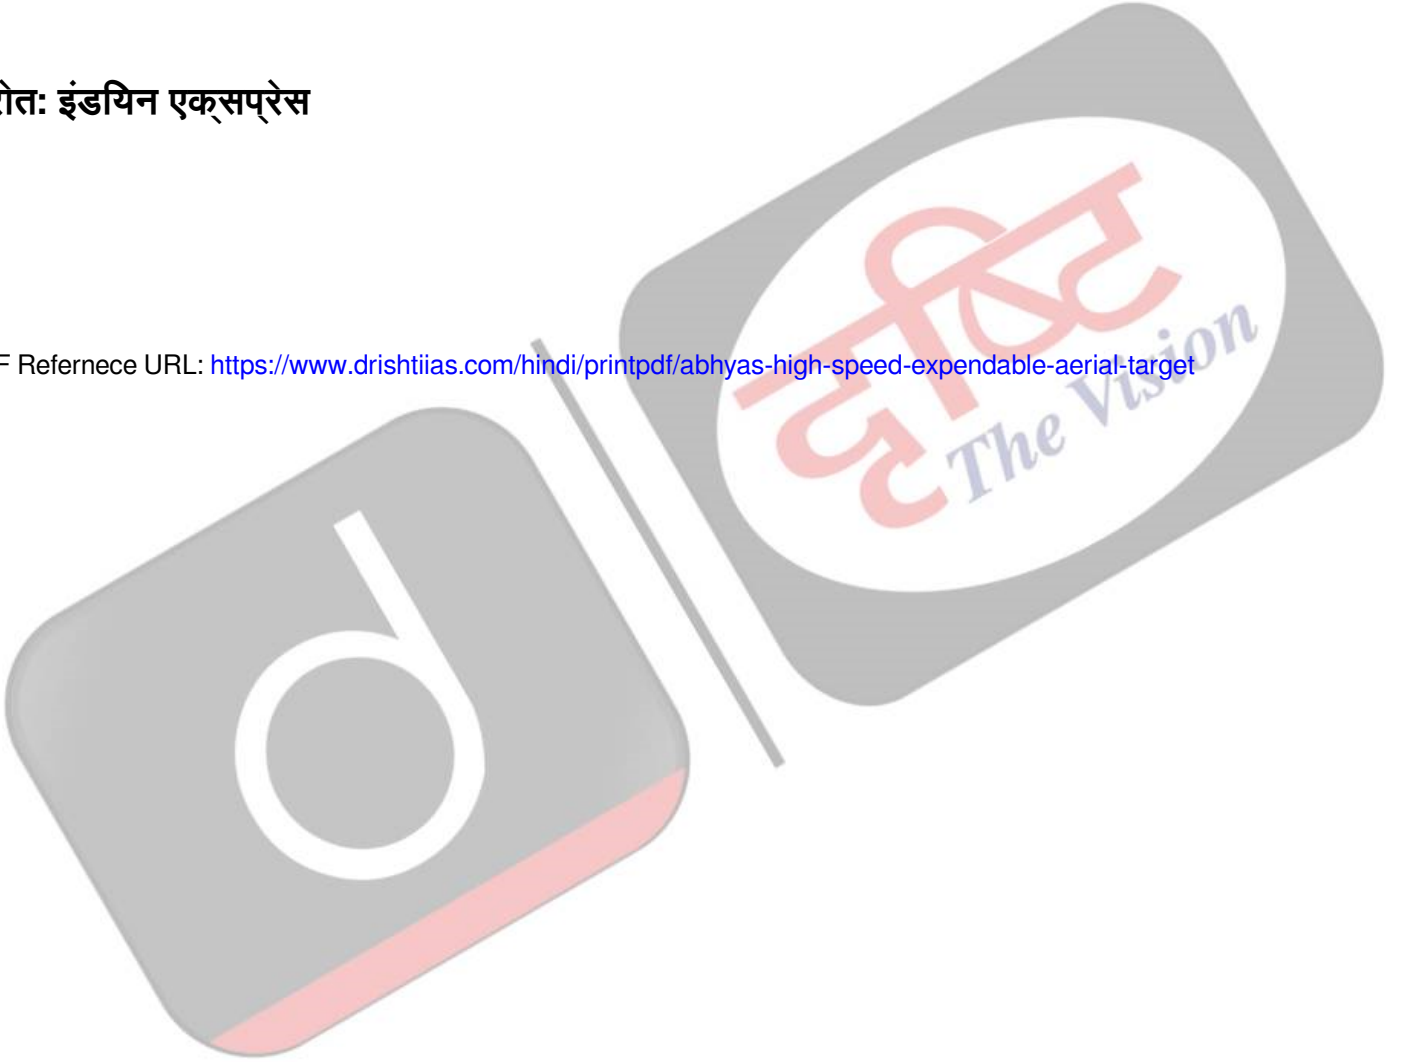 रोत: इंडियन एक्सप्रेस
F Refernece URL: https://www.drishtiias.com/hindi/printpdf/abhyas-high-speed-expendable-aerial-target
दृष्टि
The Vision
d